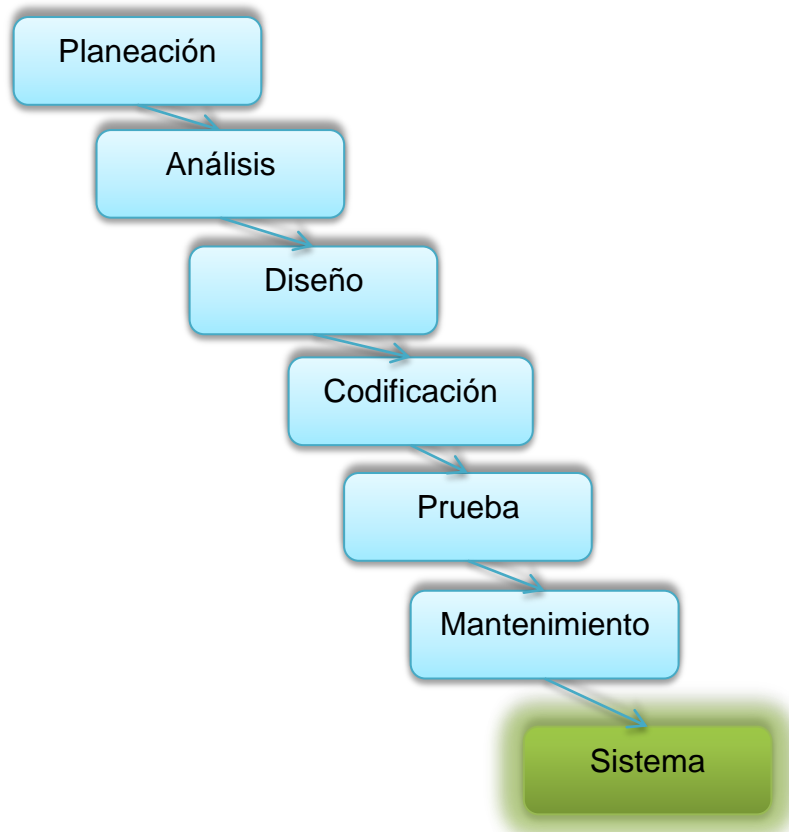 Planeación
Análisis
Diseño
Codificación
Prueba
Mantenimiento
Sistema